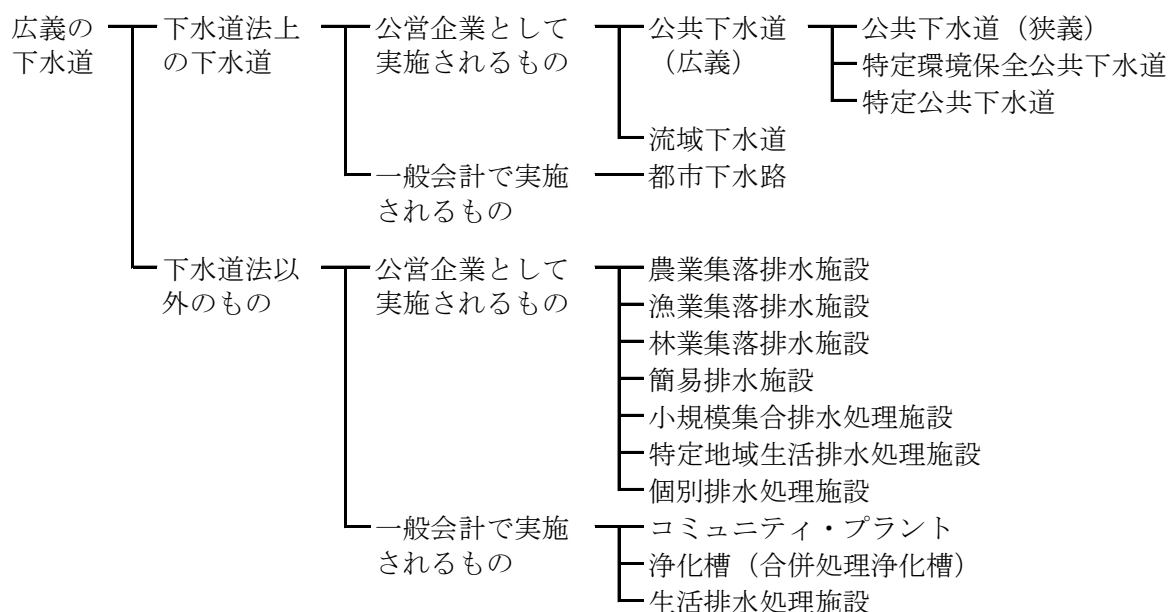 広義の
下水道
下水道法上
の下水道
公営企業として
実施されるもの
公共下水道
（広義）
公共下水道（狭義）
特定環境保全公共下水道
特定公共下水道
流域下水道
一般会計で実施
されるもの
都市下水路
下水道法以
外のもの
公営企業として
実施されるもの
農業集落排水施設
漁業集落排水施設
林業集落排水施設
簡易排水施設
小規模集合排水処理施設
特定地域生活排水処理施設
個別排水処理施設
一般会計で実施
されるもの
コミュニティ・プラント
浄化槽（合併処理浄化槽）
生活排水処理施設